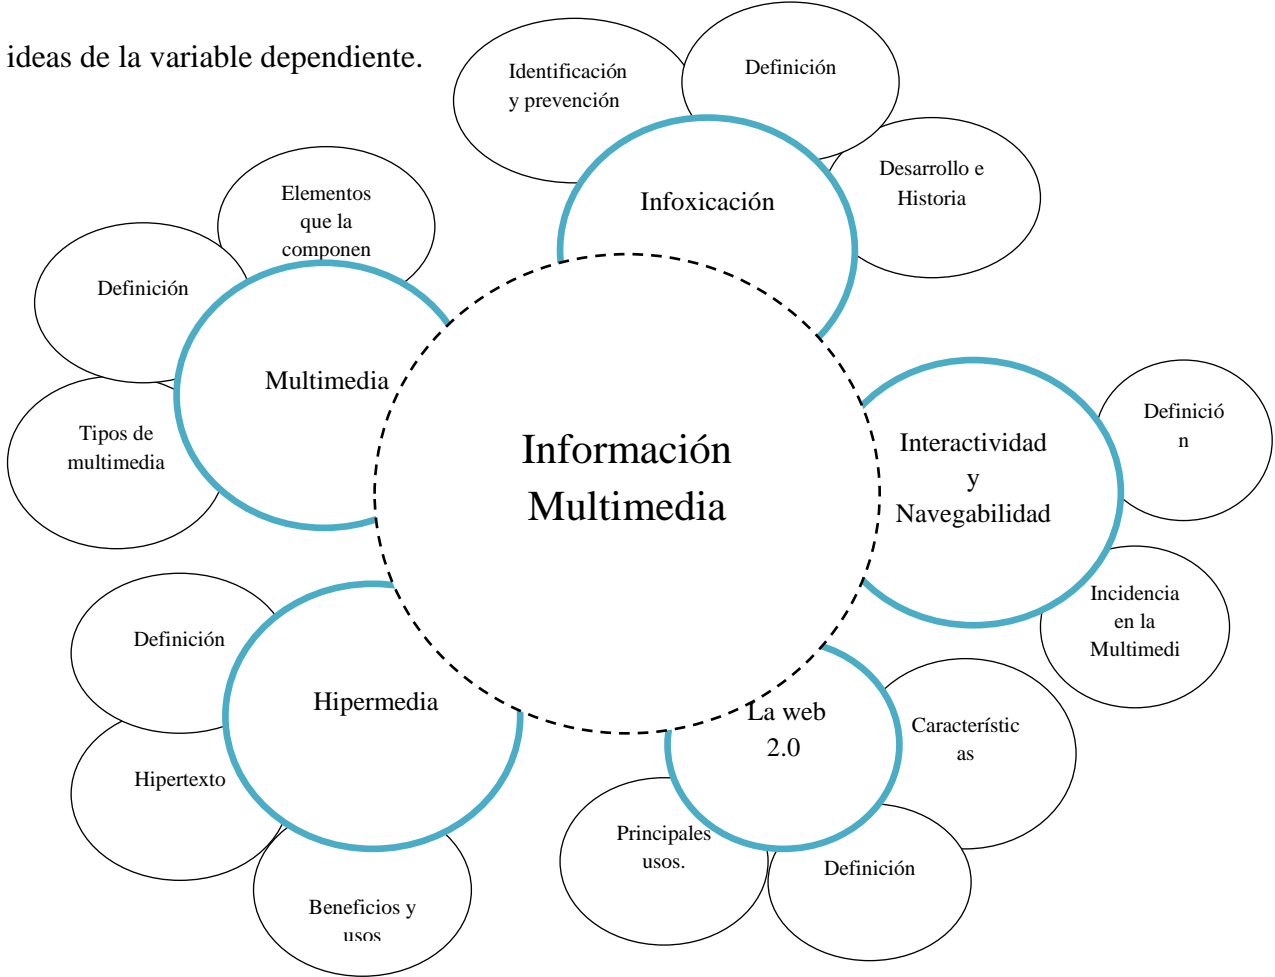 ideas de la variable dependiente.
Identificación
y prevención
Definición
Desarrollo e
Historia
Infoxicación
Elementos
que la
componen
Definición
Tipos de
multimedia
Multimedia
Información
Multimedia
Interactividad
y
Navegabilidad
Definició
n
Incidencia
en la
Multimedi
Definición
Hipertexto
Beneficios y
usos
Hipermedia
La web
2.0
Característic
as
Principales
usos.
Definición